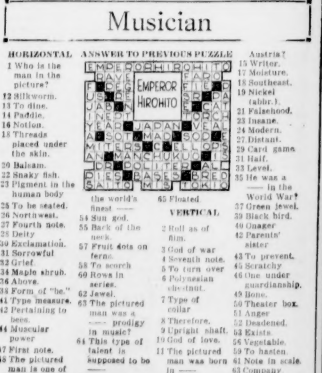 Musician
HORIZONTAL
1 Who is the
man in the
picture?
12 Silkworm.
13 To dine.
14 Paddle.
16 Notion.
18 Threads
placed under
the skin.
20 Balsam.
22 Snaky fish.
23 Pigment in the
human body
25 To be seated.
26 Northwest.
27 Fourth note.
28 Deity
30 Exclamation.
31 Sorrowful
32 Grief.
34 Maple shrub.
36 Above.
38 Form of "be."
41 Type measure.
42 Pertaining to
bees.
44 Muscular
power
47 First note.
48 The pictured
man is one of
ANSWER TO PREVIOUS PUZZLE
EMPERORHIROHITO
EMPEROR
HIROHITO
the world's
finest
54 Sun god.
55 Back of the
neck.
57 Fruit dots on
ferns.
58 To scorch
60 Rows in
series.
62 Jewel.
63 The pictured
man was a
—— prodigy
in music?
64 This type of
talent is
supposed to be
——
65 Floated
VERTICAL
2 Roll as of
film.
3 God of war
4 Seventh note.
5 To turn over
6 Polynesian
chestnut.
7 Type of
collar
8 Therefore.
9 Upright shaft.
10 God of love.
11 The pictured
man was born
in ——
Austria?
15 Writer.
17 Moisture.
18 Southeast.
19 Nickel
(abbr.).
21 Falsehood.
23 Insane.
24 Modern.
27 Distant.
29 Card game.
31 Half.
33 Level.
35 He was a
—— in the
World War?
37 Green jewel.
39 Black bird.
40 Onager
42 Parents'
sister
43 To prevent.
45 Scratchy
46 One under
guardianship.
49 Bone.
50 Theater box.
51 Anger
52 Deadened.
53 Exists.
56 Vegetable.
59 To hasten.
61 Note in scale.
63 Company